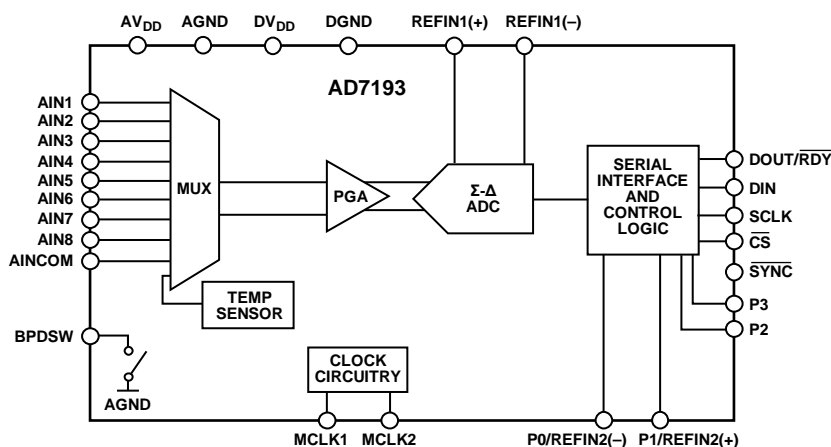 AVDD AGND DVDD DGND REFIN1(+) REFIN1(–)
AD7193
AIN1
AIN2
AIN3
AIN4
AIN5
AIN6
AIN7
AIN8
AINCOM
MUX
PGA
Σ-Δ
ADC
SERIAL
INTERFACE
AND
CONTROL
LOGIC
DOUT/RDY
DIN
SCLK
CS
SYNC
P3
P2
TEMP
SENSOR
BPDSW
AGND
CLOCK
CIRCUITRY
MCLK1 MCLK2 P0/REFIN2(–) P1/REFIN2(+)